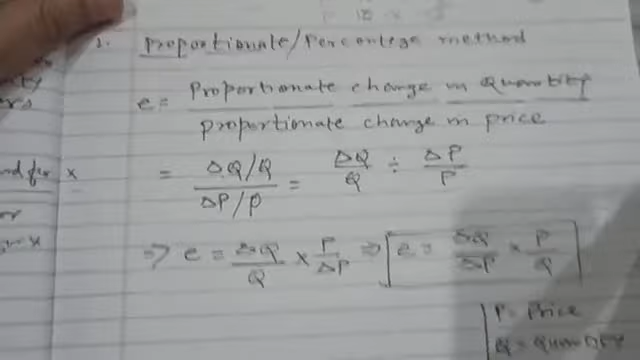 1. Proportionate/Percentage method
e = Proportionate change in Quantity / proportionate change in price
= ΔQ/Q / ΔP/P = ΔQ/Q ÷ ΔP/P
⇒ e = ΔQ/Q × P/ΔP ⇒ e = ΔQ/ΔP × P/Q
P = Price
Q = Quantity